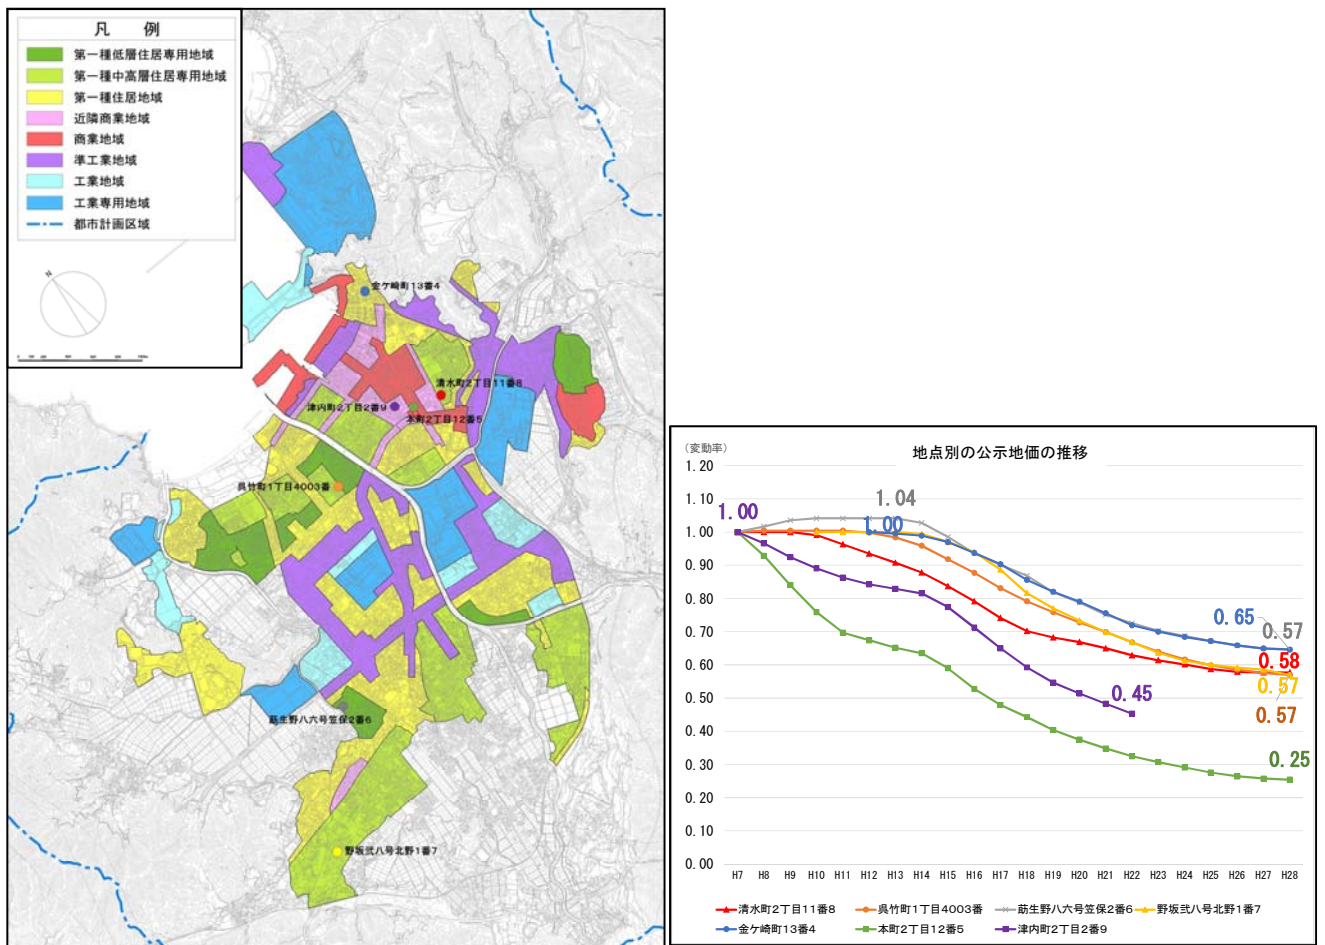 凡　例
第一種低層住居専用地域
第一種中高層住居専用地域
第一種住居地域
近隣商業地域
商業地域
準工業地域
工業地域
工業専用地域
都市計画区域
N
金ケ崎町13番4
清水町2丁目11番8
津内町2丁目2番9
本町2丁目12番5
呉竹町1丁目4003番
莇生野八六号笠保2番6
野坂弐八号北野1番7
(変動率)
地点別の公示地価の推移
1.20
1.10
1.00
0.90
0.80
0.70
0.60
0.50
0.40
0.30
0.20
0.10
0.00
1.00
1.04
1.00
0.65
0.57
0.58
0.57
0.57
0.45
0.25
H7 H8 H9 H10 H11 H12 H13 H14 H15 H16 H17 H18 H19 H20 H21 H22 H23 H24 H25 H26 H27 H28
清水町2丁目11番8 呉竹町1丁目4003番 莇生野八六号笠保2番6 野坂弐八号北野1番7
金ケ崎町13番4 本町2丁目12番5 津内町2丁目2番9